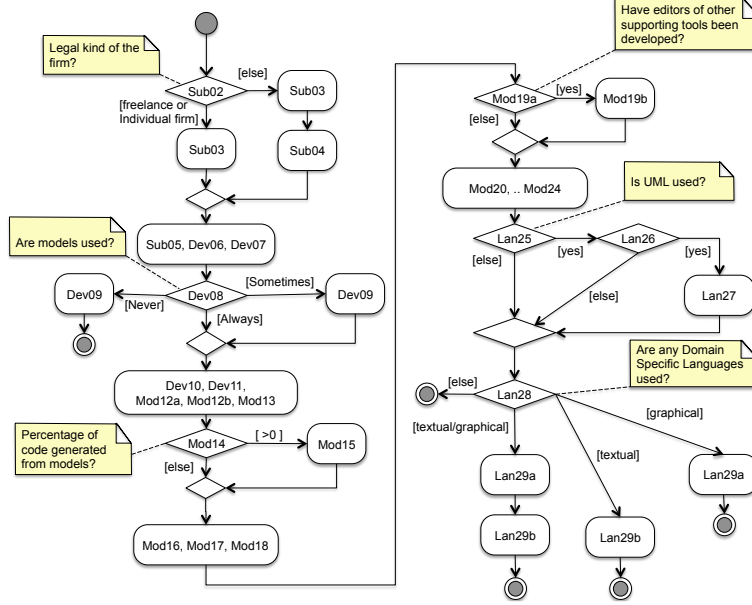 Legal kind of the
firm?
Sub02
[else]
Sub03
[freelance or
Individual firm]
Sub03
Sub04
Sub05, Dev06, Dev07
Are models used?
Dev08
[Never]
Dev09
[Sometimes]
Dev09
[Always]
Dev10, Dev11,
Mod12a, Mod12b, Mod13
Percentage of
code generated
from models?
Mod14
[ >0 ]
Mod15
[else]
Mod16, Mod17, Mod18
Have editors of other
supporting tools been
developed?
Mod19a
[yes]
Mod19b
[else]
Mod20, .. Mod24
Is UML used?
Lan25
[yes]
Lan26
[yes]
[else]
Lan27
[else]
Are any Domain
Specific Languages
used?
[else]
Lan28
[graphical]
[textual/graphical]
[textual]
Lan29a
Lan29a
Lan29b
Lan29b